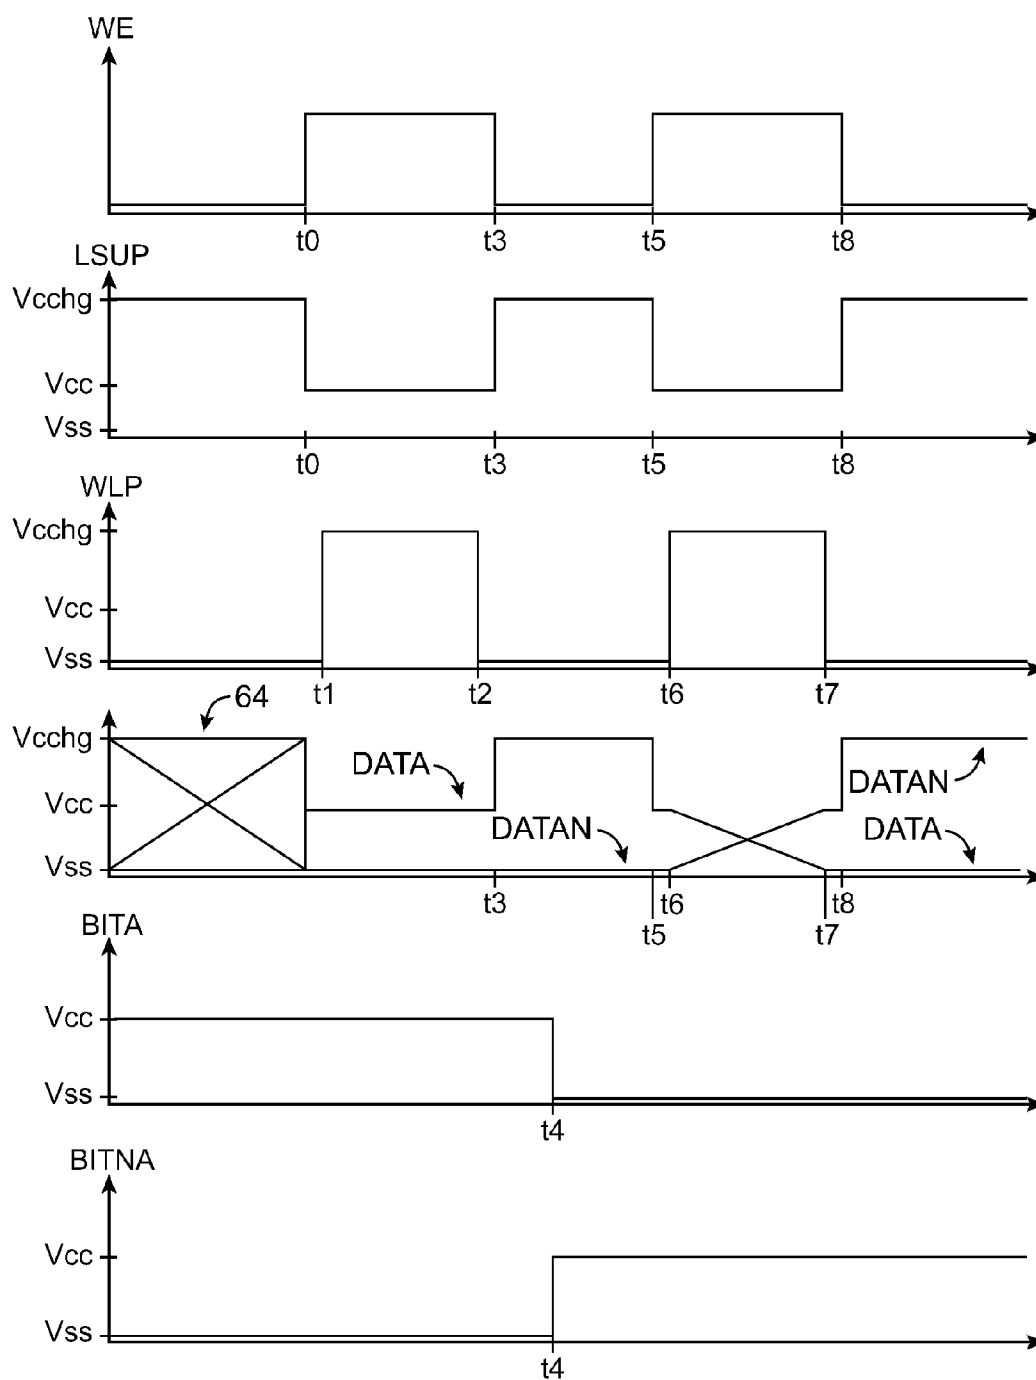 WE
t0 t3 t5 t8
LSUP
Vcchg
Vcc
Vss
t0 t3 t5 t8
WLP
Vcchg
Vcc
Vss
t1 t2 t6 t7
64
Vcchg
DATA
DATAN
Vcc
DATAN
DATA
Vss
t3 t6 t8
t5 t7
BITA
Vcc
Vss
t4
BITNA
Vcc
Vss
t4